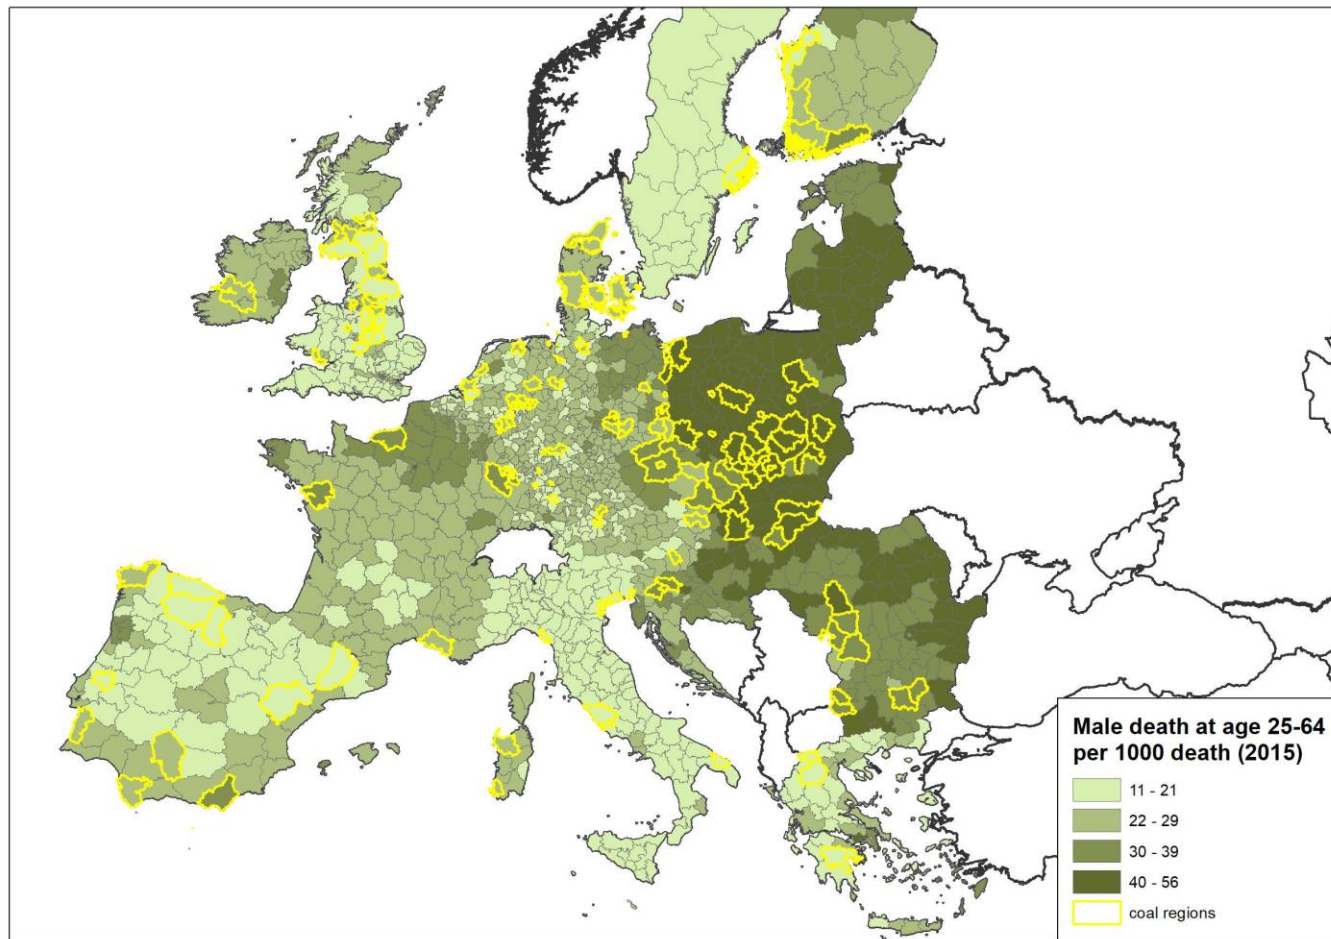 Male death at age 25-64
per 1000 death (2015)
11 - 21
22 - 29
30 - 39
40 - 56
coal regions